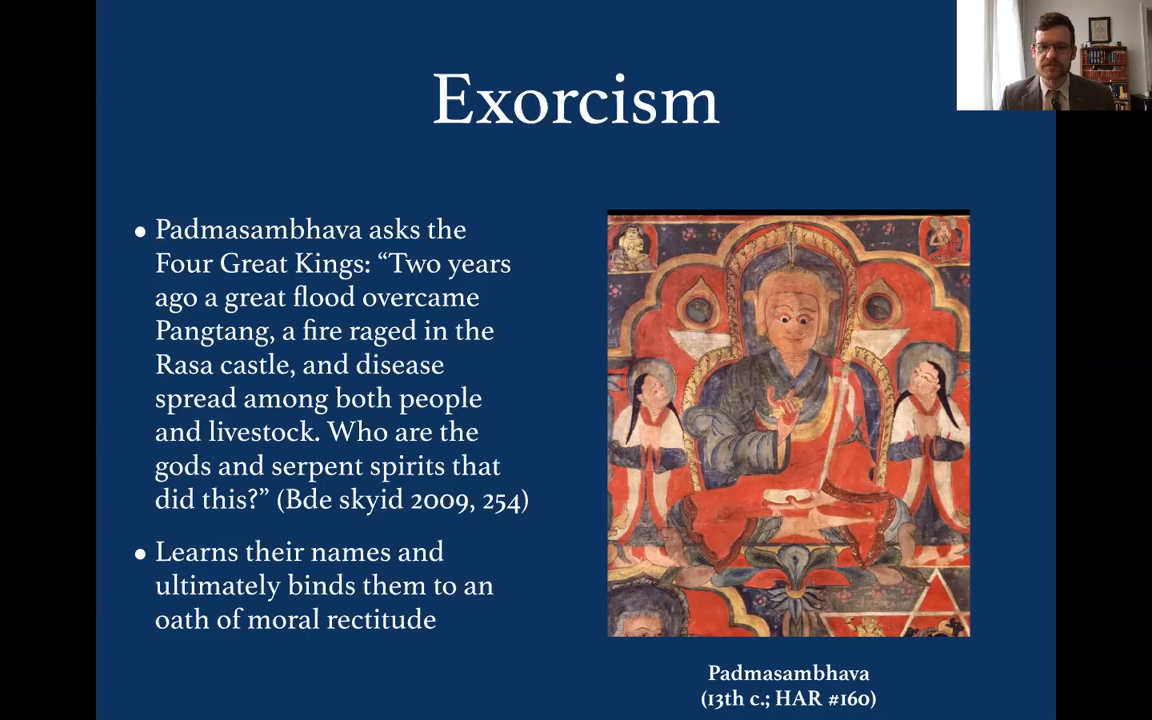 Exorcism
• Padmasambhava asks the
Four Great Kings: “Two years
ago a great flood overcame
Pangtang, a fire raged in the
Rasa castle, and disease
spread among both people
and livestock. Who are the
gods and serpent spirits that
did this?” (Bde skyid 2009, 254)
• Learns their names and
ultimately binds them to an
oath of moral rectitude
Padmasambhava
(13th c.; HAR #160)